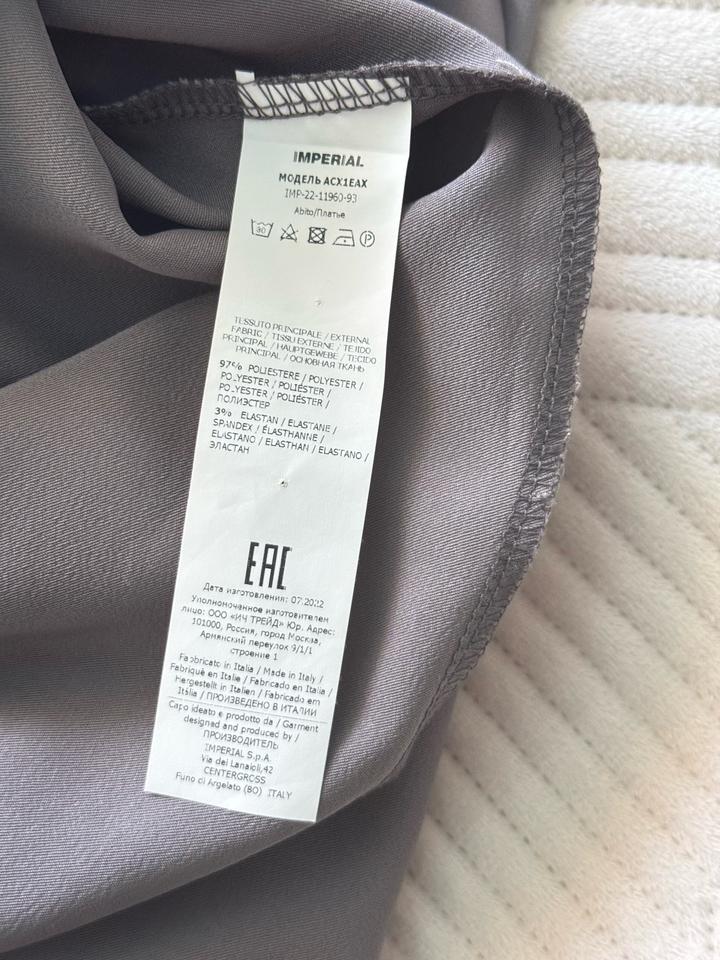 IMPERIAL
МОДЕЛЬ ACX1EAX
IMP-22-11960-93
Abito/Платье
30 P
TESSUTO PRINCIPALE / EXTERNAL
FABRIC / TISSU EXTERNE / TEJIDO
PRINCIPAL / HAUPTGEWEBE / TECIDO
PRINCIPAL / ОСНОВНАЯ ТКАНЬ
97% POLIESTERE / POLYESTER /
POLYESTER / POLIÉSTER /
POLYESTER / POLIÉSTER /
ПОЛИЭСТЕР
3% ELASTAN / ELASTANE /
SPANDEX / ÉLASTHANNE /
ELASTANO / ELASTHAN / ELASTANO /
ЭЛАСТАН
EAC
Дата изготовления: 07.2022
Уполномоченное изготовителем
лицо: ООО «ИЧ ТРЕЙД» Юр. Адрес:
101000, Россия, город Москва,
Армянский переулок 9/1/1
строение 1
Fabbricato in Italia / Made in Italy /
Fabriqué en Italie / Fabricado en Italia /
Hergestellt in Italien / Fabricado em
Itália / ПРОИЗВЕДЕНО В ИТАЛИИ
Capo ideato e prodotto da / Garment
designed and produced by /
ПРОИЗВОДИТЕЛЬ
IMPERIAL S.p.A.
Via dei Lanaioli,42
CENTERGROSS
Funo di Argelato (BO) ITALY